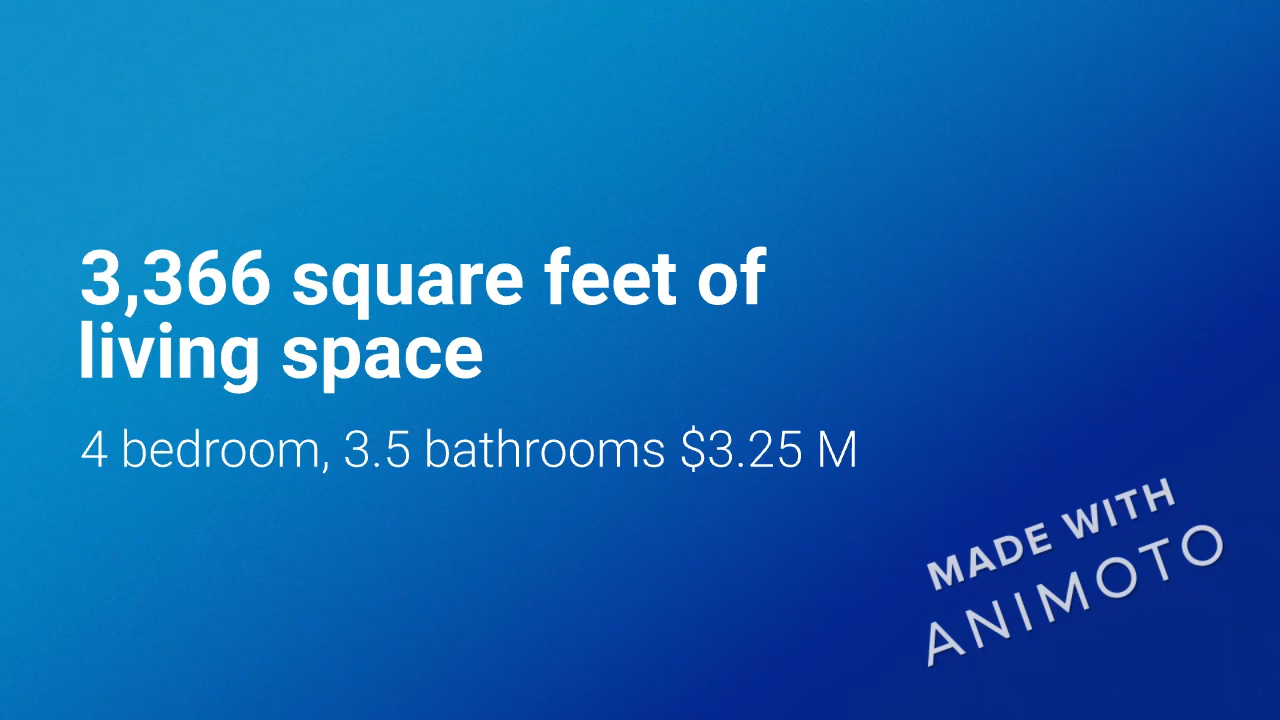 3,366 square feet of
living space
4 bedroom, 3.5 bathrooms $3.25 M
MADE WITH
ANIMOTO